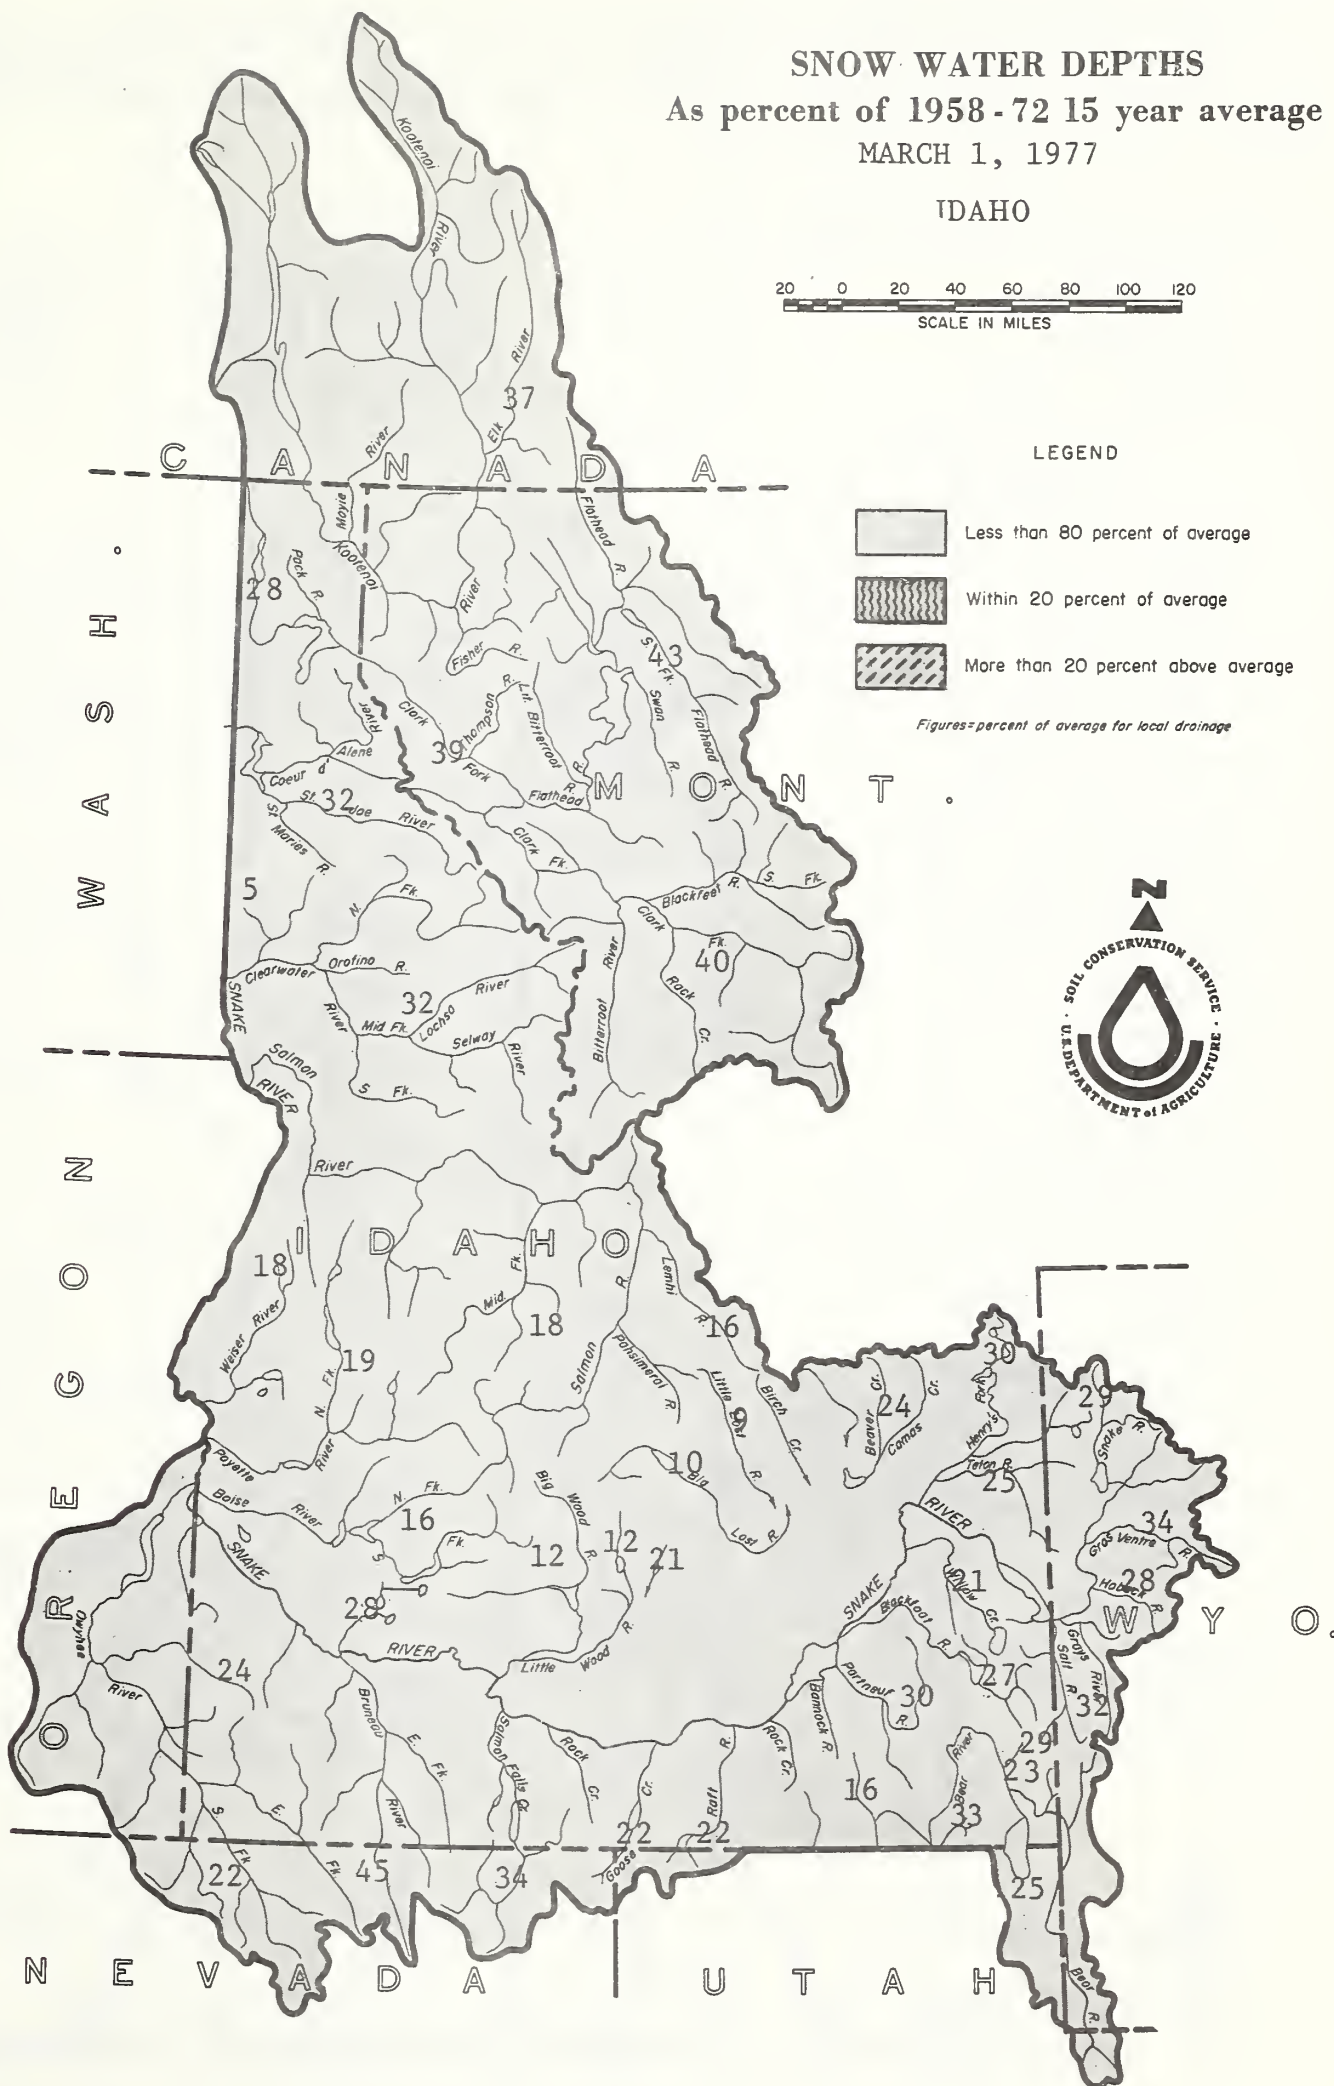 SNOW WATER DEPTHS
As percent of 1958-72 15 year average
MARCH 1, 1977
IDAHO
20 0 20 40 60 80 100 120
SCALE IN MILES
LEGEND
Less than 80 percent of average
Within 20 percent of average
More than 20 percent above average
Figures=percent of average for local drainage
N
SOIL CONSERVATION SERVICE
U.S. DEPARTMENT of AGRICULTURE
CANADA
WASH.
MONT.
OREGON
IDAHO
WYO.
NEVADA
UTAH
Kootenai
River
River
37
Elk
River
Moyie
Kootenai
Flathead
R.
Pack
R.
28
River
Fisher R.
S. Fk.
43
Flathead
R.
Swan
R.
Clark
Fork
Thompson
R.
Lit. Bitterroot
R.
39
River
Coeur d' Alene
St. Joe River
32
St Maries
R.
Flathead R.
Clark
Fk.
5
N. Fk.
Blackfeet R. S. Fk.
Clark
Fk.
40
Clearwater
Orofino R.
River
Bitterroot
Rock
Cr.
SNAKE
32
River
Mid Fk.
Lochsa
River
Selway
River
S Fk.
Salmon
RIVER
River
18
Fk.
Mid.
R.
Lemhi
R.
16
Weiser River
19
18
Salmon
Pahsimeroi
R.
Little Lost
R.
9
Birch
Cr.
Beaver
Cr.
24
Camas
Cr.
30
Henry's
Fork
29
Snake
R.
N. Fk.
Payette River
10
Big
Lost R.
Teton R.
25
Boise River
N. Fk.
16
Big
Wood
R.
RIVER
34
Gros Ventre
R.
SNAKE
S
Fk.
12
12
21
SNAKE
21
Willow
Cr.
28
Hoback
R.
28
Blackfoot
R.
Owyhee
River
RIVER
Little Wood R.
24
Portneuf
R.
30
27
Grays
River
Salt
R
32
Bruneau
E.
Fk.
River
Salmon Falls Cr.
Rock
Cr.
Cr.
Goose
Raft
R.
Rock
Cr.
Bannock R.
29
23
River
Bear
33
16
22
22
S
Fk
E.
Fk
22
45
34
25
Bear
R.